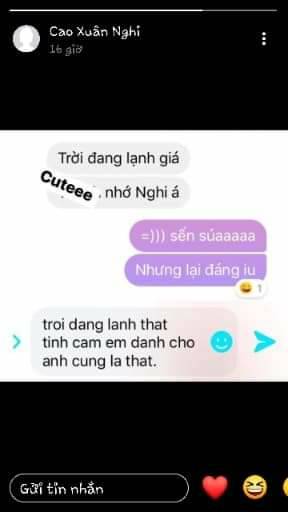 Cao Xuân Nghi
16 giờ
Trời đang lạnh giá
Cuteee
nhớ Nghi á
=))) sến súaaaaa
Nhưng lại đáng iu
😄 1
troi dang lanh that
tinh cam em danh cho
anh cung la that.
Gửi tin nhắn